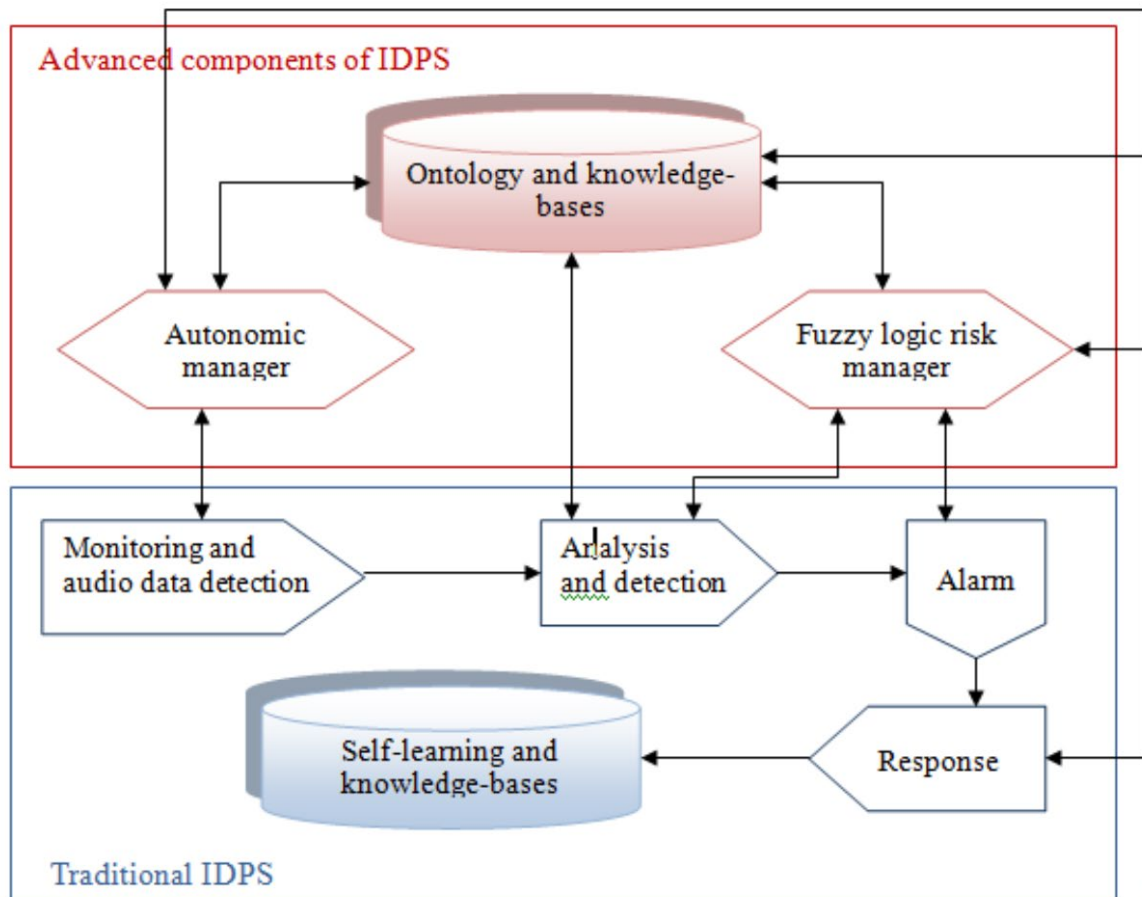 Advanced components of IDPS
Ontology and knowledge-
bases
Autonomic
manager
Fuzzy logic risk
manager
Monitoring and
audio data detection
Analysis
and detection
Alarm
Self-learning and
knowledge-bases
Response
Traditional IDPS